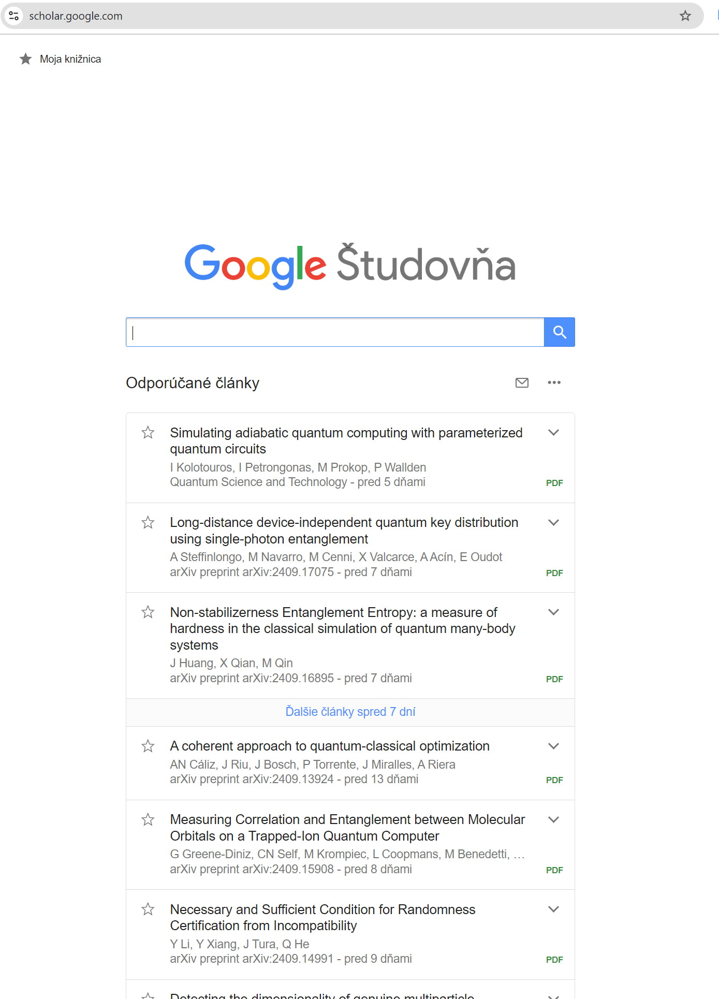 scholar.google.com
Moja knižnica
Google Študovňa
Odporúčané články
Simulating adiabatic quantum computing with parameterized
quantum circuits
I Kolotouros, I Petrongonas, M Prokop, P Wallden
Quantum Science and Technology - pred 5 dňami
PDF
Long-distance device-independent quantum key distribution
using single-photon entanglement
A Steffinlongo, M Navarro, M Cenni, X Valcarce, A Acín, E Oudot
arXiv preprint arXiv:2409.17075 - pred 7 dňami
PDF
Non-stabilizerness Entanglement Entropy: a measure of
hardness in the classical simulation of quantum many-body
systems
J Huang, X Qian, M Qin
arXiv preprint arXiv:2409.16895 - pred 7 dňami
PDF
Ďalšie články spred 7 dní
A coherent approach to quantum-classical optimization
AN Cáliz, J Riu, J Bosch, P Torrente, J Miralles, A Riera
arXiv preprint arXiv:2409.13924 - pred 13 dňami
PDF
Measuring Correlation and Entanglement between Molecular
Orbitals on a Trapped-Ion Quantum Computer
G Greene-Diniz, CN Self, M Krompiec, L Coopmans, M Benedetti, …
arXiv preprint arXiv:2409.15908 - pred 8 dňami
PDF
Necessary and Sufficient Condition for Randomness
Certification from Incompatibility
Y Li, Y Xiang, J Tura, Q He
arXiv preprint arXiv:2409.14991 - pred 9 dňami
PDF
Detecting the dimensionality of genuine multiparticle